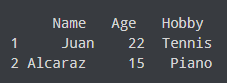 Name Age Hobby
1 Juan 22 Tennis
2 Alcaraz 15 Piano